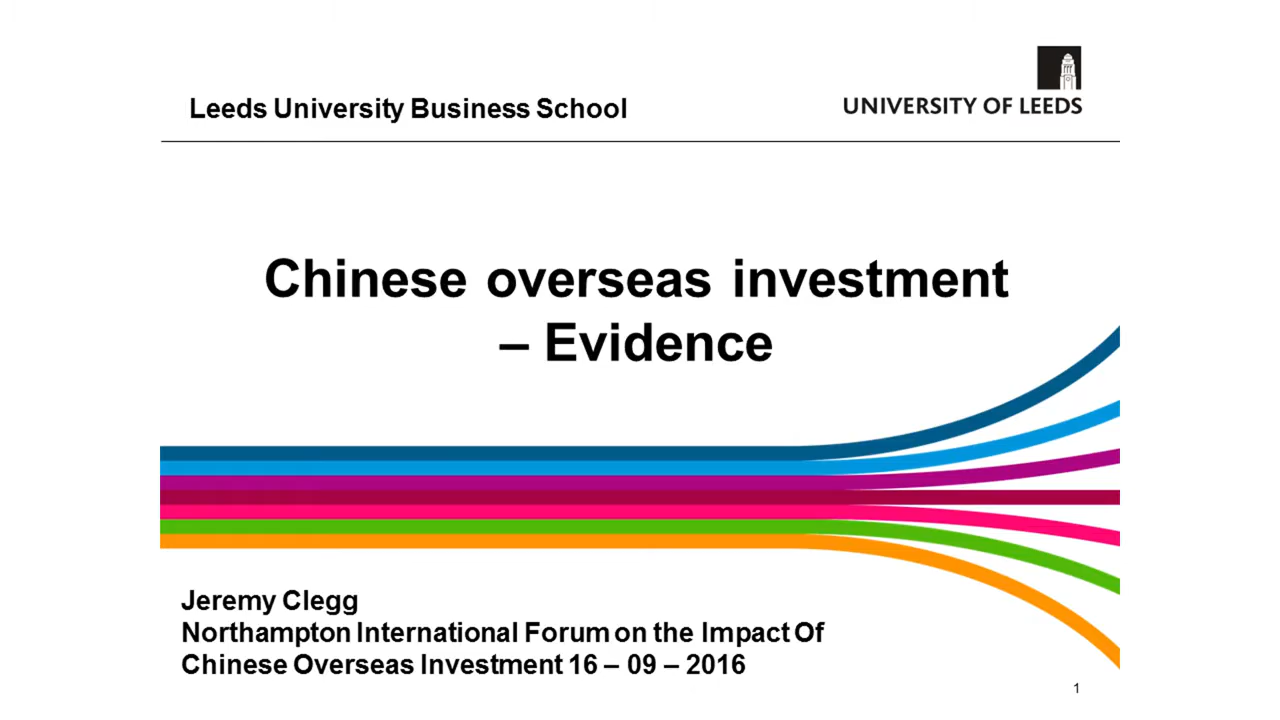 Leeds University Business School
UNIVERSITY OF LEEDS
Chinese overseas investment
– Evidence
Jeremy Clegg
Northampton International Forum on the Impact Of
Chinese Overseas Investment 16 – 09 – 2016
1